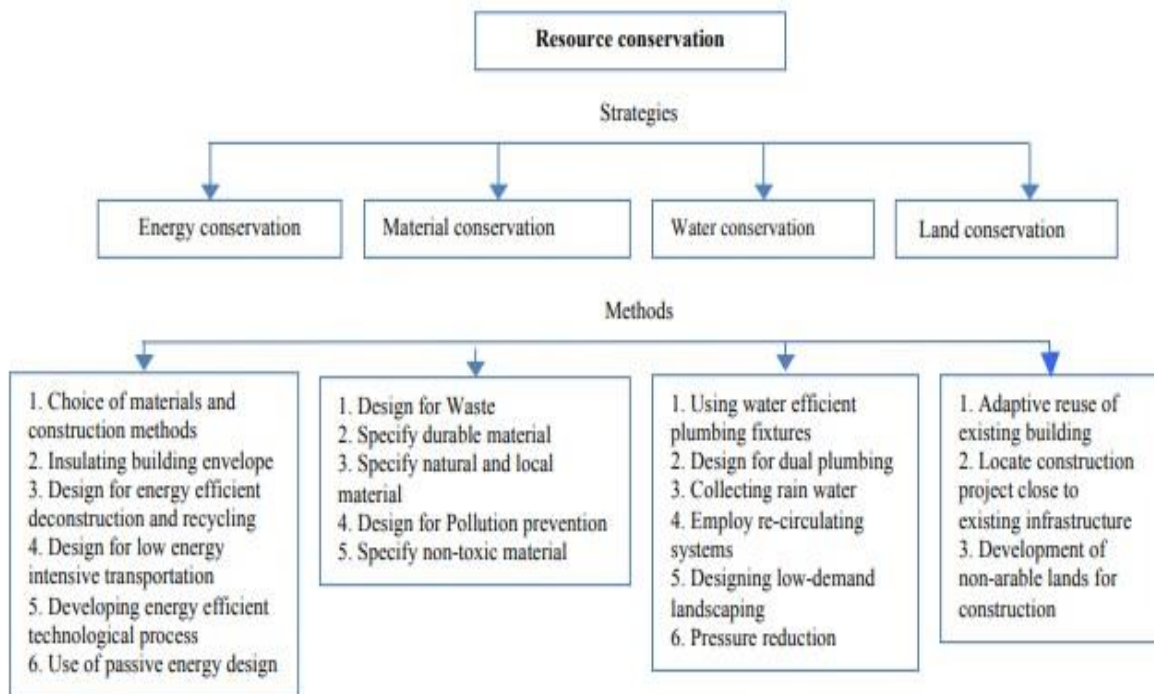 Resource conservation
Strategies
Energy conservation
Material conservation
Water conservation
Land conservation
Methods
1. Choice of materials and
construction methods
2. Insulating building envelope
3. Design for energy efficient
deconstruction and recycling
4. Design for low energy
intensive transportation
5. Developing energy efficient
technological process
6. Use of passive energy design
1. Design for Waste
2. Specify durable material
3. Specify natural and local
material
4. Design for Pollution prevention
5. Specify non-toxic material
1. Using water efficient
plumbing fixtures
2. Design for dual plumbing
3. Collecting rain water
4. Employ re-circulating
systems
5. Designing low-demand
landscaping
6. Pressure reduction
1. Adaptive reuse of
existing building
2. Locate construction
project close to
existing infrastructure
3. Development of
non-arable lands for
construction